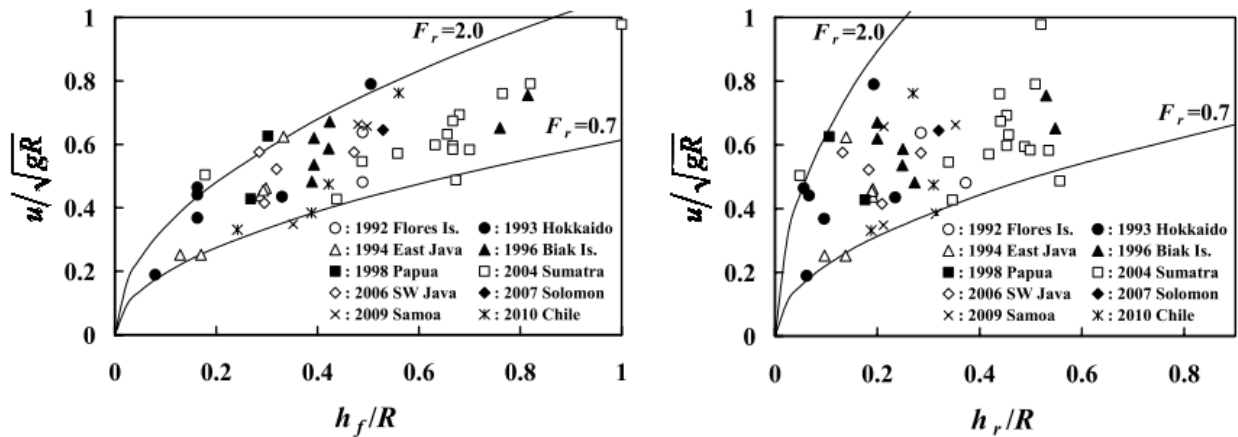 1
0.8
0.6
0.4
0.2
0
u/√gR
F_r=2.0
F_r=0.7
○ : 1992 Flores Is. ● : 1993 Hokkaido
△ : 1994 East Java ▲ : 1996 Biak Is.
■ : 1998 Papua □ : 2004 Sumatra
◇ : 2006 SW Java ◆ : 2007 Solomon
× : 2009 Samoa ✳ : 2010 Chile
0 0.2 0.4 0.6 0.8 1
h_f/R
1
0.8
0.6
0.4
0.2
0
u/√gR
F_r=2.0
F_r=0.7
○ : 1992 Flores Is. ● : 1993 Hokkaido
△ : 1994 East Java ▲ : 1996 Biak Is.
■ : 1998 Papua □ : 2004 Sumatra
◇ : 2006 SW Java ◆ : 2007 Solomon
× : 2009 Samoa ✳ : 2010 Chile
0 0.2 0.4 0.6 0.8
h_r/R